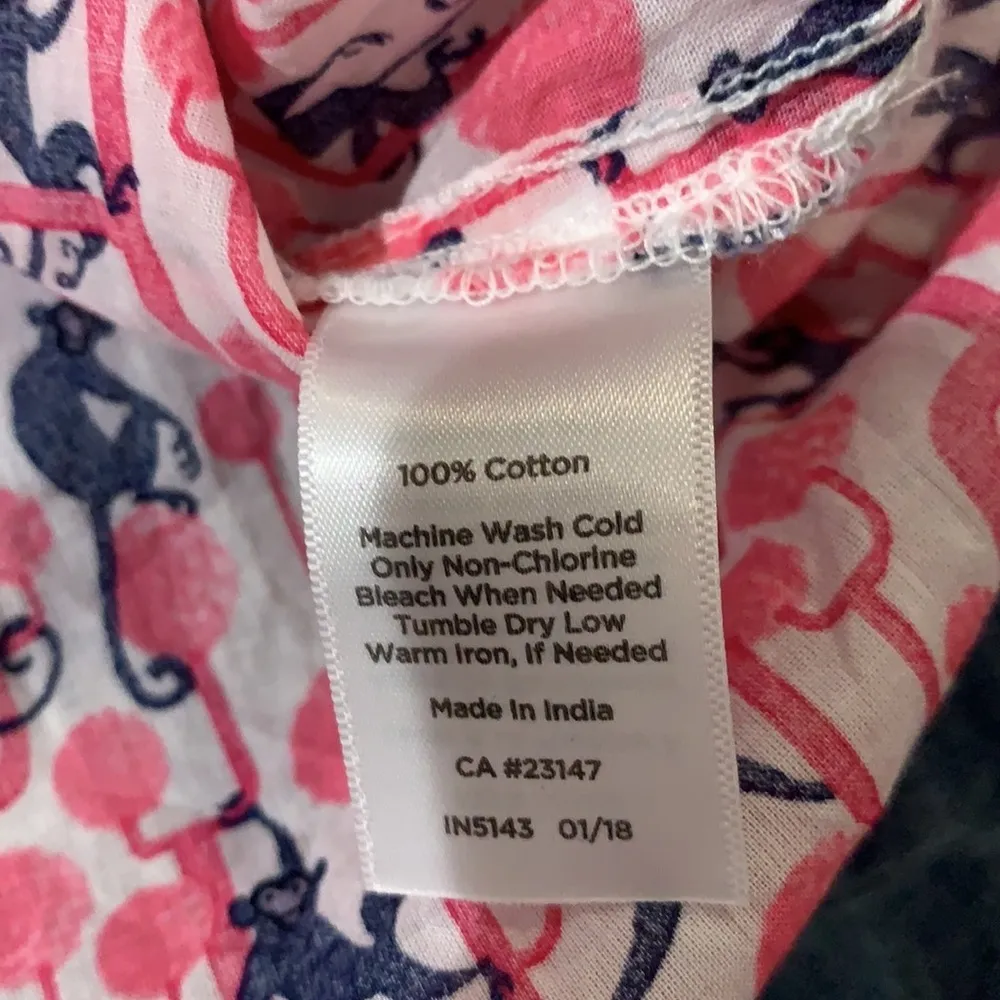 100% Cotton
Machine Wash Cold
Only Non-Chlorine
Bleach When Needed
Tumble Dry Low
Warm Iron, If Needed
Made In India
CA #23147
IN5143 01/18